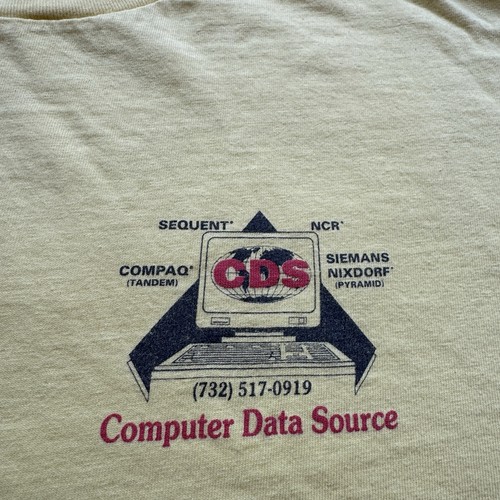 SEQUENT® NCR®
COMPAQ® SIEMANS
(TANDEM) NIXDORF®
(PYRAMID)
CDS
(732) 517-0919
Computer Data Source